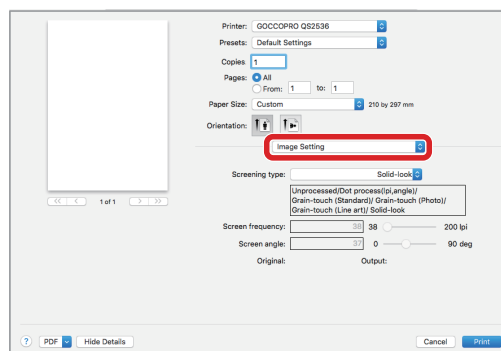 Printer: GOCCOPRO QS2536
Presets: Default Settings
Copies 1
Pages: All
From: 1 to: 1
Paper Size: Custom 210 by 297 mm
Orientation:
Image Setting
Screening type: Solid-look
Unprocessed/Dot process(lpi,angle)/
Grain-touch (Standard)/ Grain-touch (Photo)/
Grain-touch (Line art)/ Solid-look
<< < 1of1 > >>
Screen frequency: 38 38 200 lpi
Screen angle: 37 0 90 deg
Original: Output:
? PDF Hide Details Cancel Print